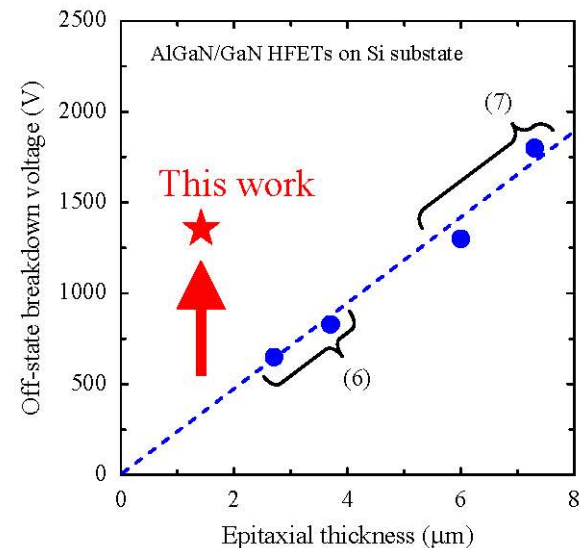 2500
2000
1500
1000
500
0
Off-state breakdown voltage (V)
AlGaN/GaN HFETs on Si substate
(7)
This work
(6)
0 2 4 6 8
Epitaxial thickness (μm)